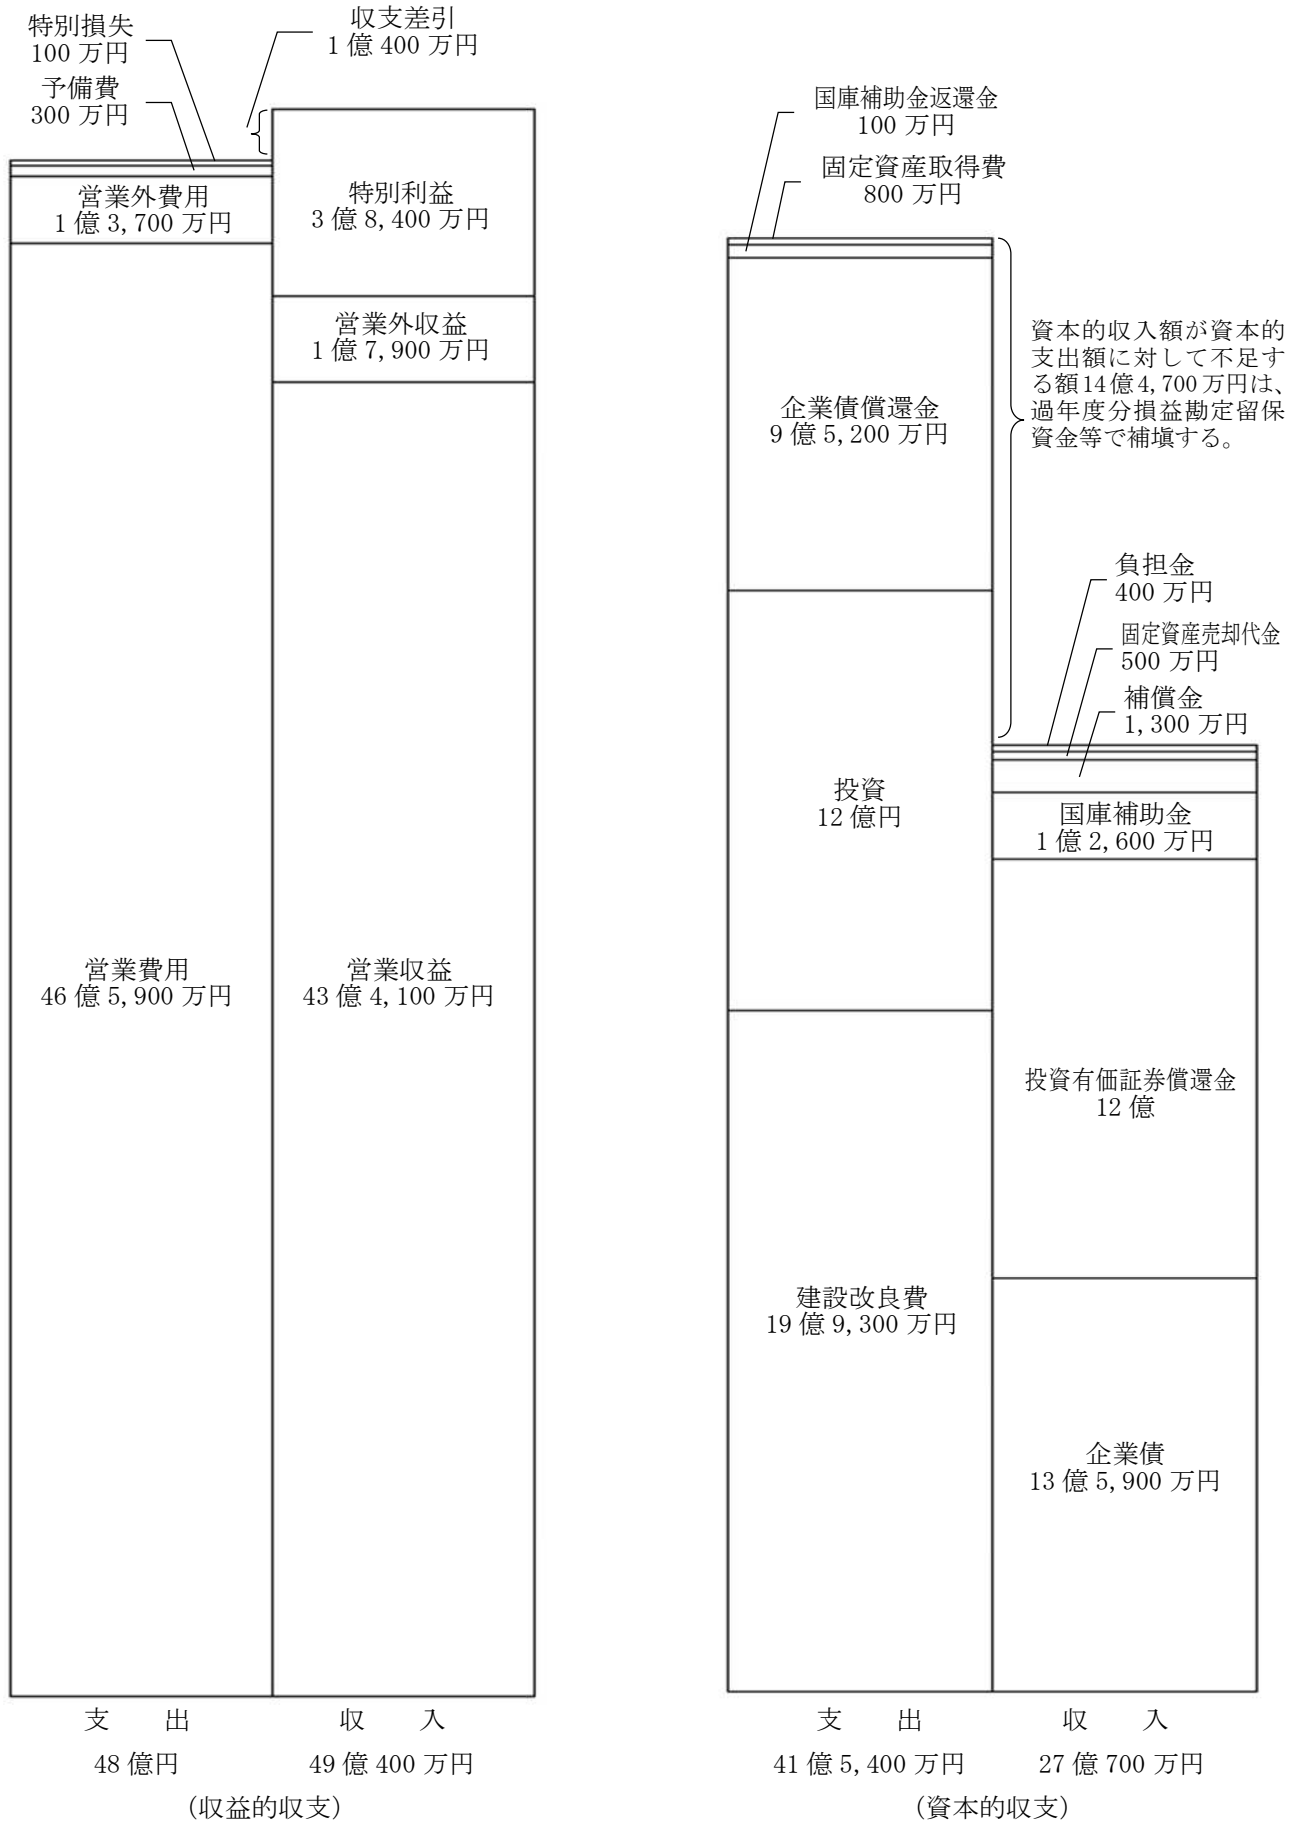 特別損失
100 万円
予備費
300 万円
収支差引
1 億 400 万円
営業外費用
1 億 3,700 万円
特別利益
3 億 8,400 万円
営業外収益
1 億 7,900 万円
営業費用
46 億 5,900 万円
営業収益
43 億 4,100 万円
支　出
48 億円
収　入
49 億 400 万円
（収益的収支）
国庫補助金返還金
100 万円
固定資産取得費
800 万円
企業債償還金
9 億 5,200 万円
資本的収入額が資本的
支出額に対して不足す
る額14億4,700万円は、
過年度分損益勘定留保
資金等で補塡する。
負担金
400 万円
固定資産売却代金
500 万円
補償金
1,300 万円
投資
12 億円
国庫補助金
1 億 2,600 万円
投資有価証券償還金
12 億
建設改良費
19 億 9,300 万円
企業債
13 億 5,900 万円
支　出
41 億 5,400 万円
収　入
27 億 700 万円
（資本的収支）